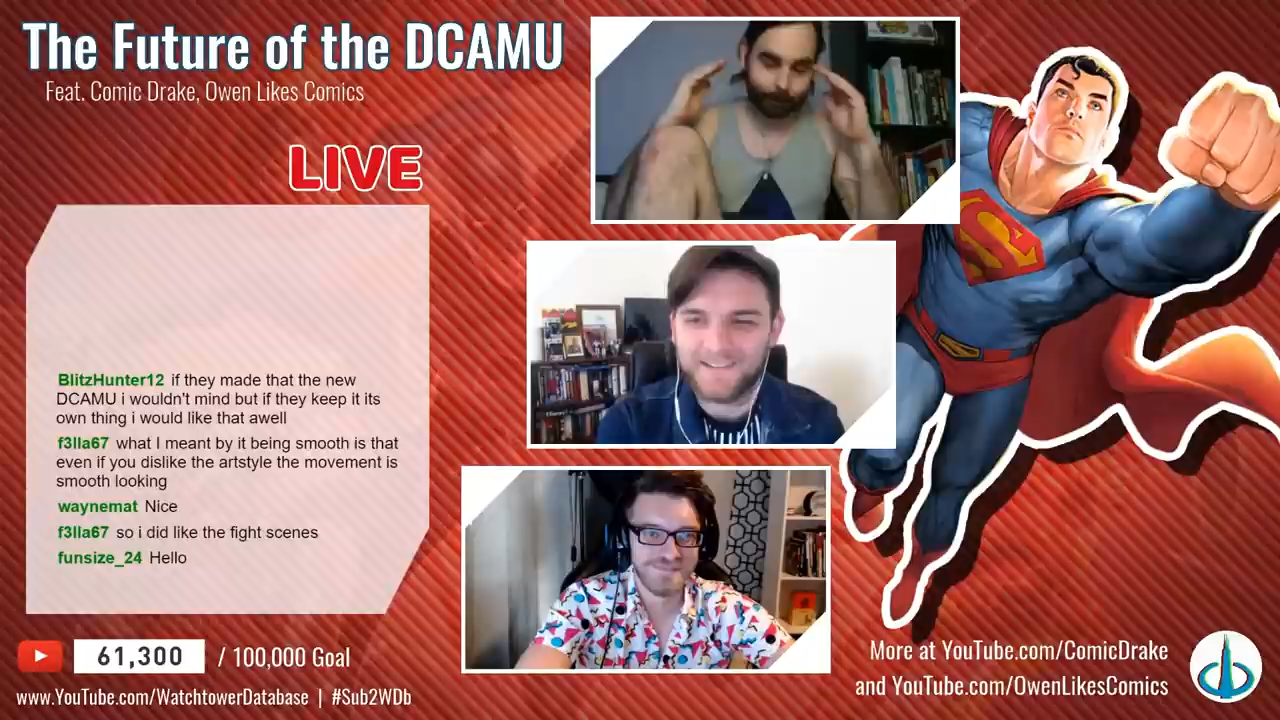 The Future of the DCAMU
Feat. Comic Drake, Owen Likes Comics
LIVE
BlitzHunter12 if they made that the new
DCAMU i wouldn't mind but if they keep it its
own thing i would like that awell
f3lla67 what I meant by it being smooth is that
even if you dislike the artstyle the movement is
smooth looking
waynemat Nice
f3lla67 so i did like the fight scenes
funsize_24 Hello
61,300 / 100,000 Goal
www.YouTube.com/WatchtowerDatabase | #Sub2WDb
More at YouTube.com/ComicDrake
and YouTube.com/OwenLikesComics